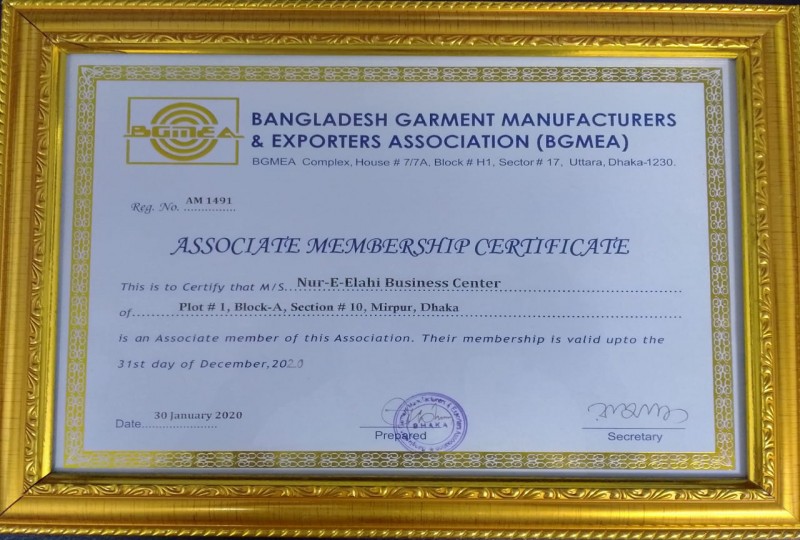 BGMEA
BANGLADESH GARMENT MANUFACTURERS
& EXPORTERS ASSOCIATION (BGMEA)
BGMEA Complex, House # 7/7A, Block # H1, Sector # 17, Uttara, Dhaka-1230.
Reg. No. AM 1491
ASSOCIATE MEMBERSHIP CERTIFICATE
This is to Certify that M/S. Nur-E-Elahi Business Center
of Plot # 1, Block-A, Section # 10, Mirpur, Dhaka
is an Associate member of this Association. Their membership is valid upto the
31st day of December, 2020
Date 30 January 2020
DHAKA
Prepared
Secretary